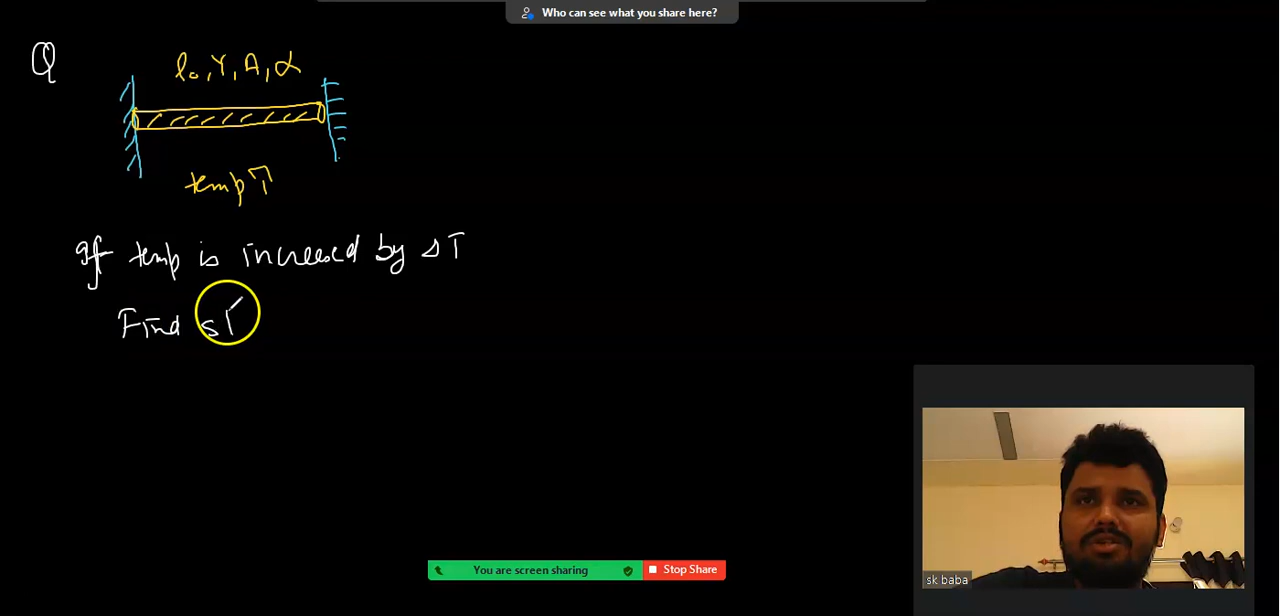 Who can see what you share here?
Q
l₀, Y, A, α
temp T
If temp is increased by ΔT
Find sT
You are screen sharing Stop Share
sk baba